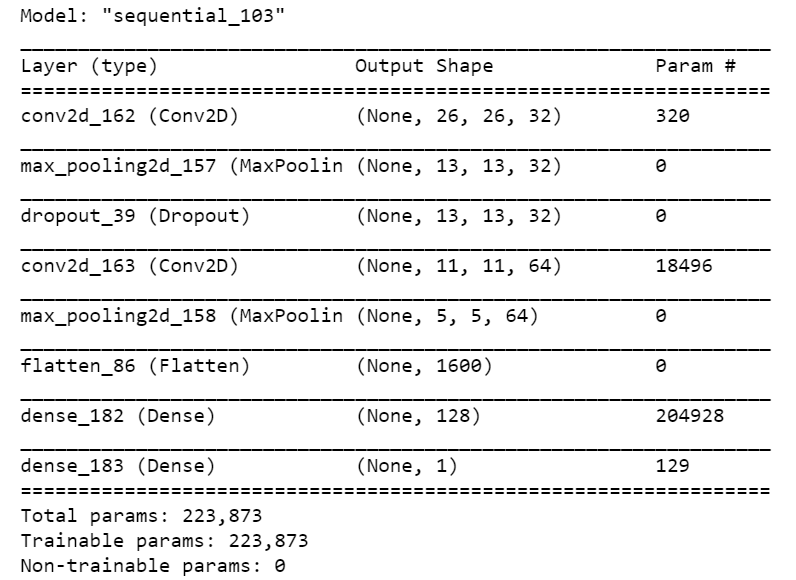 Model: "sequential_103"
Layer (type) Output Shape Param #
conv2d_162 (Conv2D) (None, 26, 26, 32) 320
max_pooling2d_157 (MaxPoolin (None, 13, 13, 32) 0
dropout_39 (Dropout) (None, 13, 13, 32) 0
conv2d_163 (Conv2D) (None, 11, 11, 64) 18496
max_pooling2d_158 (MaxPoolin (None, 5, 5, 64) 0
flatten_86 (Flatten) (None, 1600) 0
dense_182 (Dense) (None, 128) 204928
dense_183 (Dense) (None, 1) 129
Total params: 223,873
Trainable params: 223,873
Non-trainable params: 0